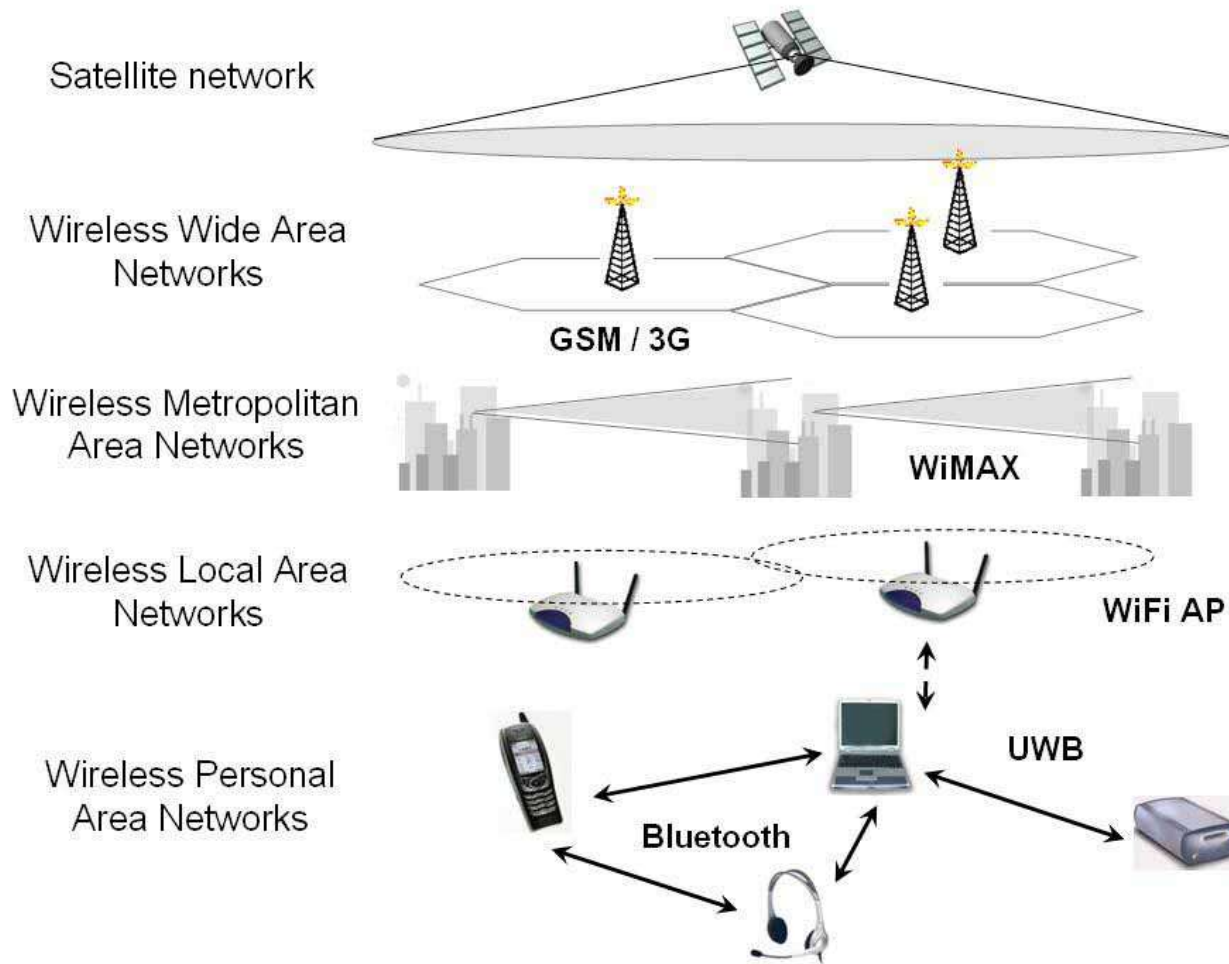 Satellite network
Wireless Wide Area
Networks
GSM / 3G
Wireless Metropolitan
Area Networks
WiMAX
Wireless Local Area
Networks
WiFi AP
UWB
Wireless Personal
Area Networks
Bluetooth